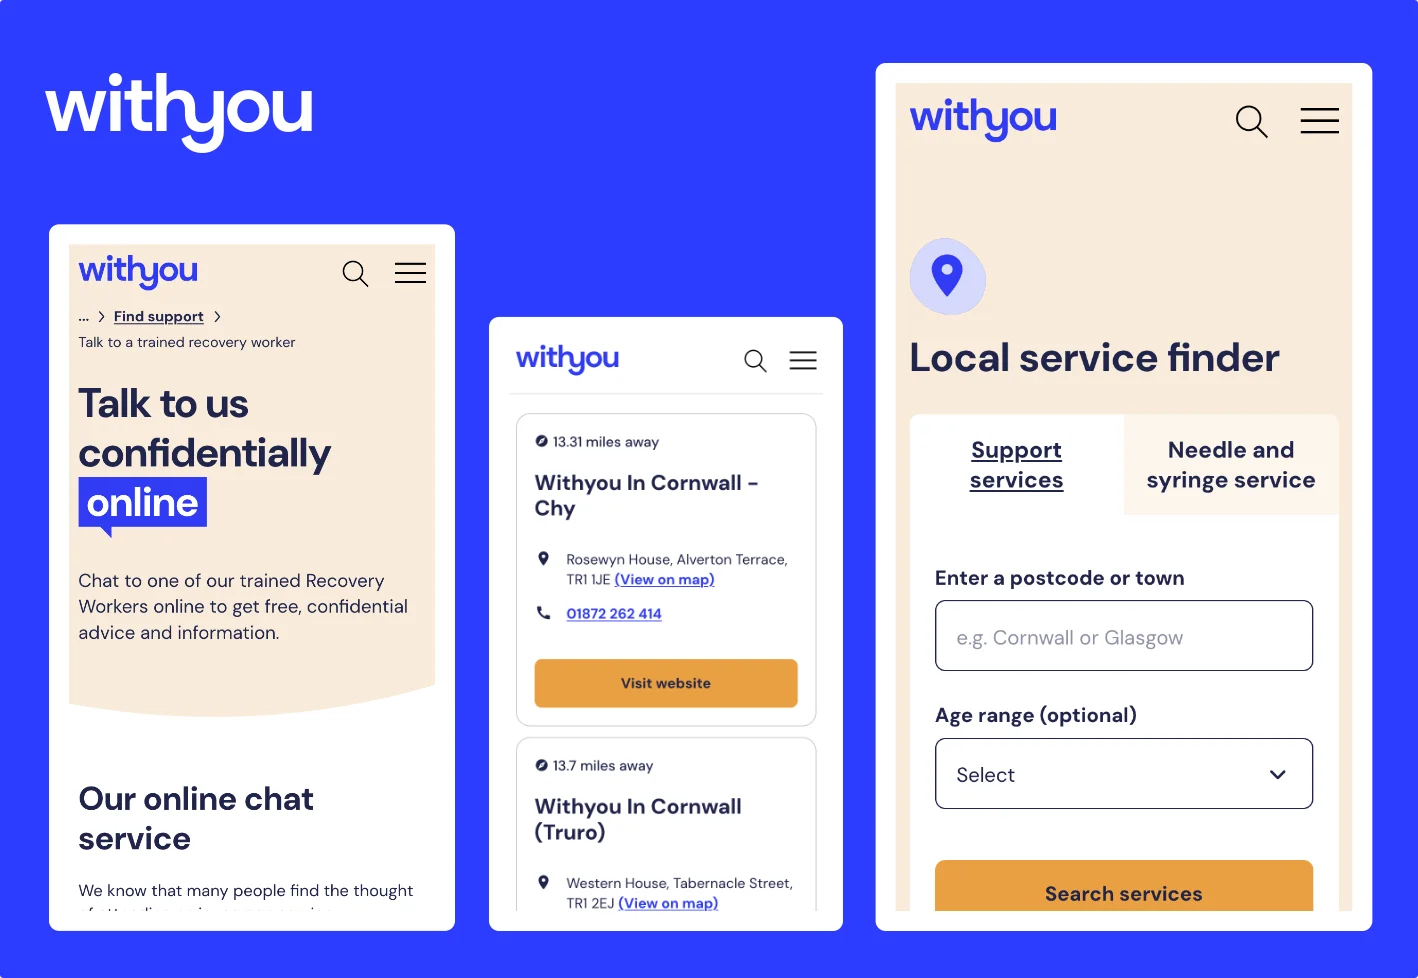 withyou
withyou
... > Find support >
Talk to a trained recovery worker
Talk to us
confidentially
online
Chat to one of our trained Recovery
Workers online to get free, confidential
advice and information.
Our online chat
service
We know that many people find the thought
withyou
13.31 miles away
Withyou In Cornwall -
Chy
Rosewyn House, Alverton Terrace,
TR1 1JE (View on map)
01872 262 414
Visit website
13.7 miles away
Withyou In Cornwall
(Truro)
Western House, Tabernacle Street,
TR1 2EJ (View on map)
withyou
Local service finder
Support
services
Needle and
syringe service
Enter a postcode or town
e.g. Cornwall or Glasgow
Age range (optional)
Select
Search services